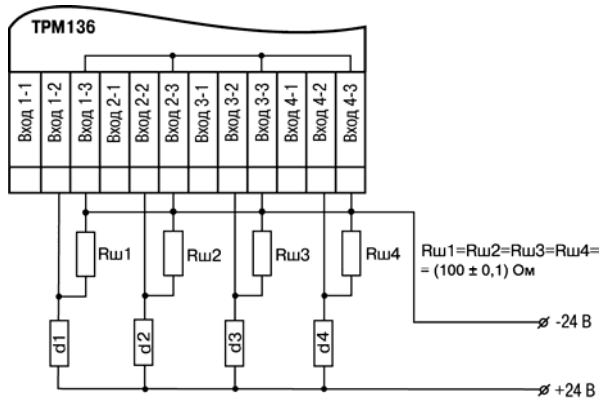 ТРМ136
Вход 1-1
Вход 1-2
Вход 1-3
Вход 2-1
Вход 2-2
Вход 2-3
Вход 3-1
Вход 3-2
Вход 3-3
Вход 4-1
Вход 4-2
Вход 4-3
Rш1
Rш2
Rш3
Rш4
Rш1=Rш2=Rш3=Rш4=
= (100 ± 0,1) Ом
d1
d2
d3
d4
-24 В
+24 В